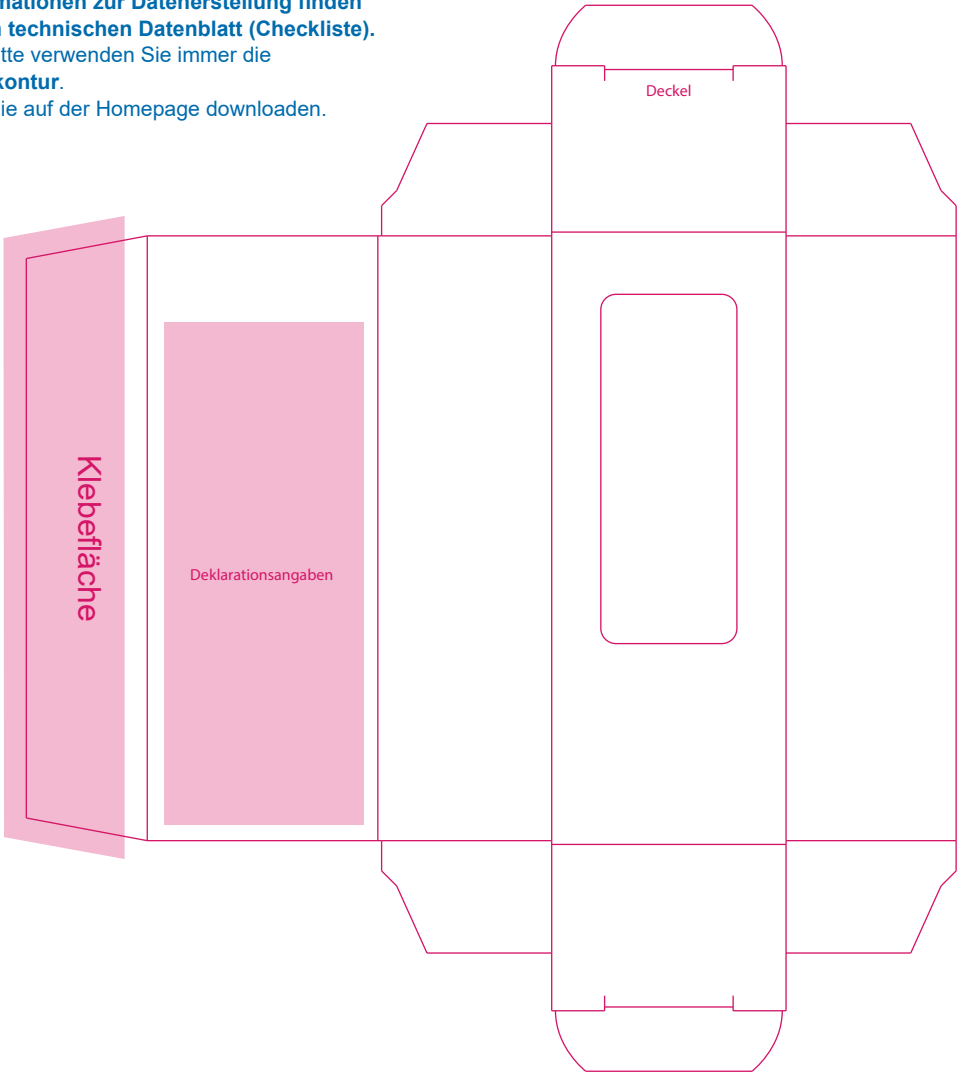 mationen zur Datenerstellung finden
n technischen Datenblatt (Checkliste).
tte verwenden Sie immer die
kontur.
ie auf der Homepage downloaden.
Deckel
Klebefläche
Deklarationsangaben